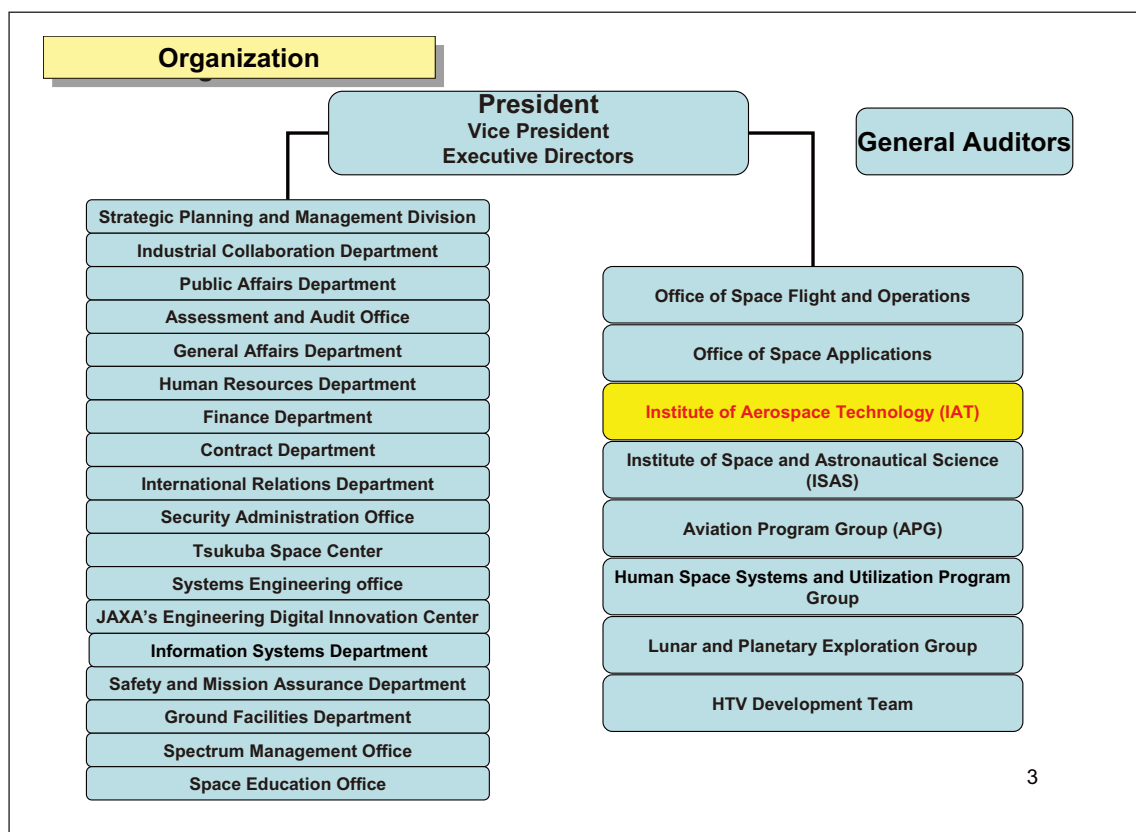 Organization
President
Vice President
Executive Directors
General Auditors
Strategic Planning and Management Division
Industrial Collaboration Department
Public Affairs Department
Assessment and Audit Office
General Affairs Department
Human Resources Department
Finance Department
Contract Department
International Relations Department
Security Administration Office
Tsukuba Space Center
Systems Engineering office
JAXA's Engineering Digital Innovation Center
Information Systems Department
Safety and Mission Assurance Department
Ground Facilities Department
Spectrum Management Office
Space Education Office
Office of Space Flight and Operations
Office of Space Applications
Institute of Aerospace Technology (IAT)
Institute of Space and Astronautical Science
(ISAS)
Aviation Program Group (APG)
Human Space Systems and Utilization Program
Group
Lunar and Planetary Exploration Group
HTV Development Team
3